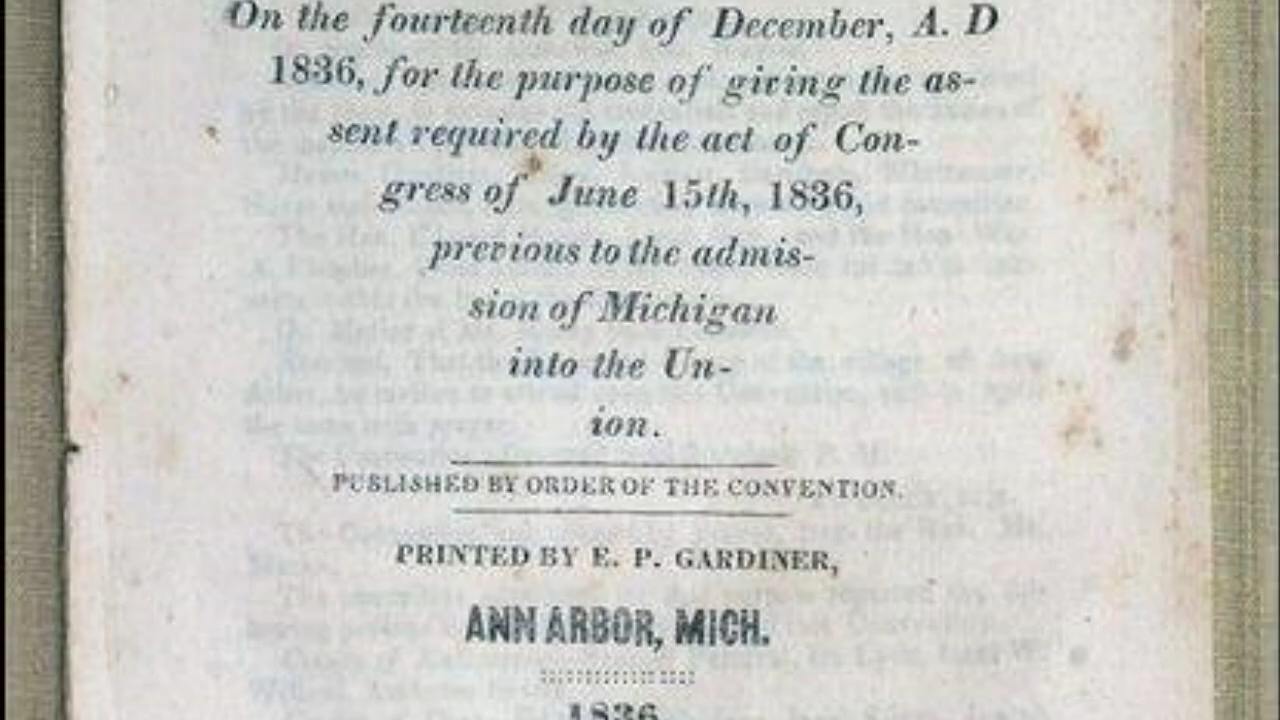 On the fourteenth day of December, A. D
1836, for the purpose of giving the as-
sent required by the act of Con-
gress of June 15th, 1836,
previous to the admis-
sion of Michigan
into the Un-
ion.
PUBLISHED BY ORDER OF THE CONVENTION.
PRINTED BY E. P. GARDINER,
ANN ARBOR, MICH.
1836